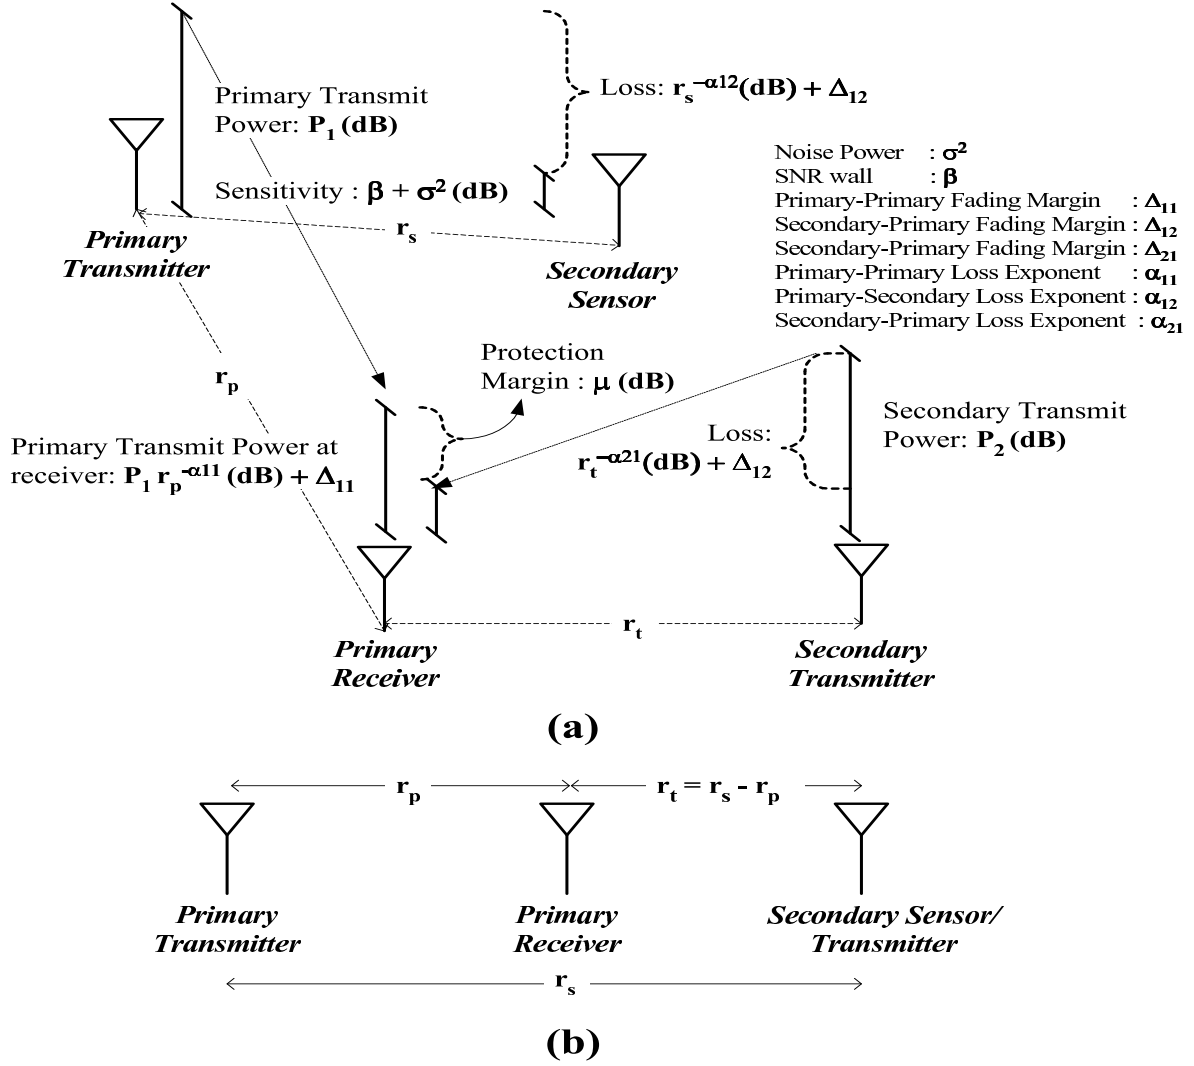 Loss: rₛ⁻ᵅ¹²(dB) + Δ₁₂
Primary Transmit
Power: P₁ (dB)
Noise Power : σ²
SNR wall : β
Primary-Primary Fading Margin : Δ₁₁
Secondary-Primary Fading Margin : Δ₁₂
Secondary-Primary Fading Margin : Δ₂₁
Primary-Primary Loss Exponent : α₁₁
Primary-Secondary Loss Exponent : α₁₂
Secondary-Primary Loss Exponent : α₂₁
Sensitivity : β + σ² (dB)
rₛ
Primary
Transmitter
Secondary
Sensor
rₚ
Protection
Margin : μ (dB)
Secondary Transmit
Power: P₂ (dB)
Loss:
rₜ⁻ᵅ²¹(dB) + Δ₁₂
Primary Transmit Power at
receiver: P₁ rₚ⁻ᵅ¹¹ (dB) + Δ₁₁
rₜ
Primary
Receiver
Secondary
Transmitter
(a)
rₚ
rₜ = rₛ - rₚ
Primary
Transmitter
Primary
Receiver
Secondary Sensor/
Transmitter
rₛ
(b)